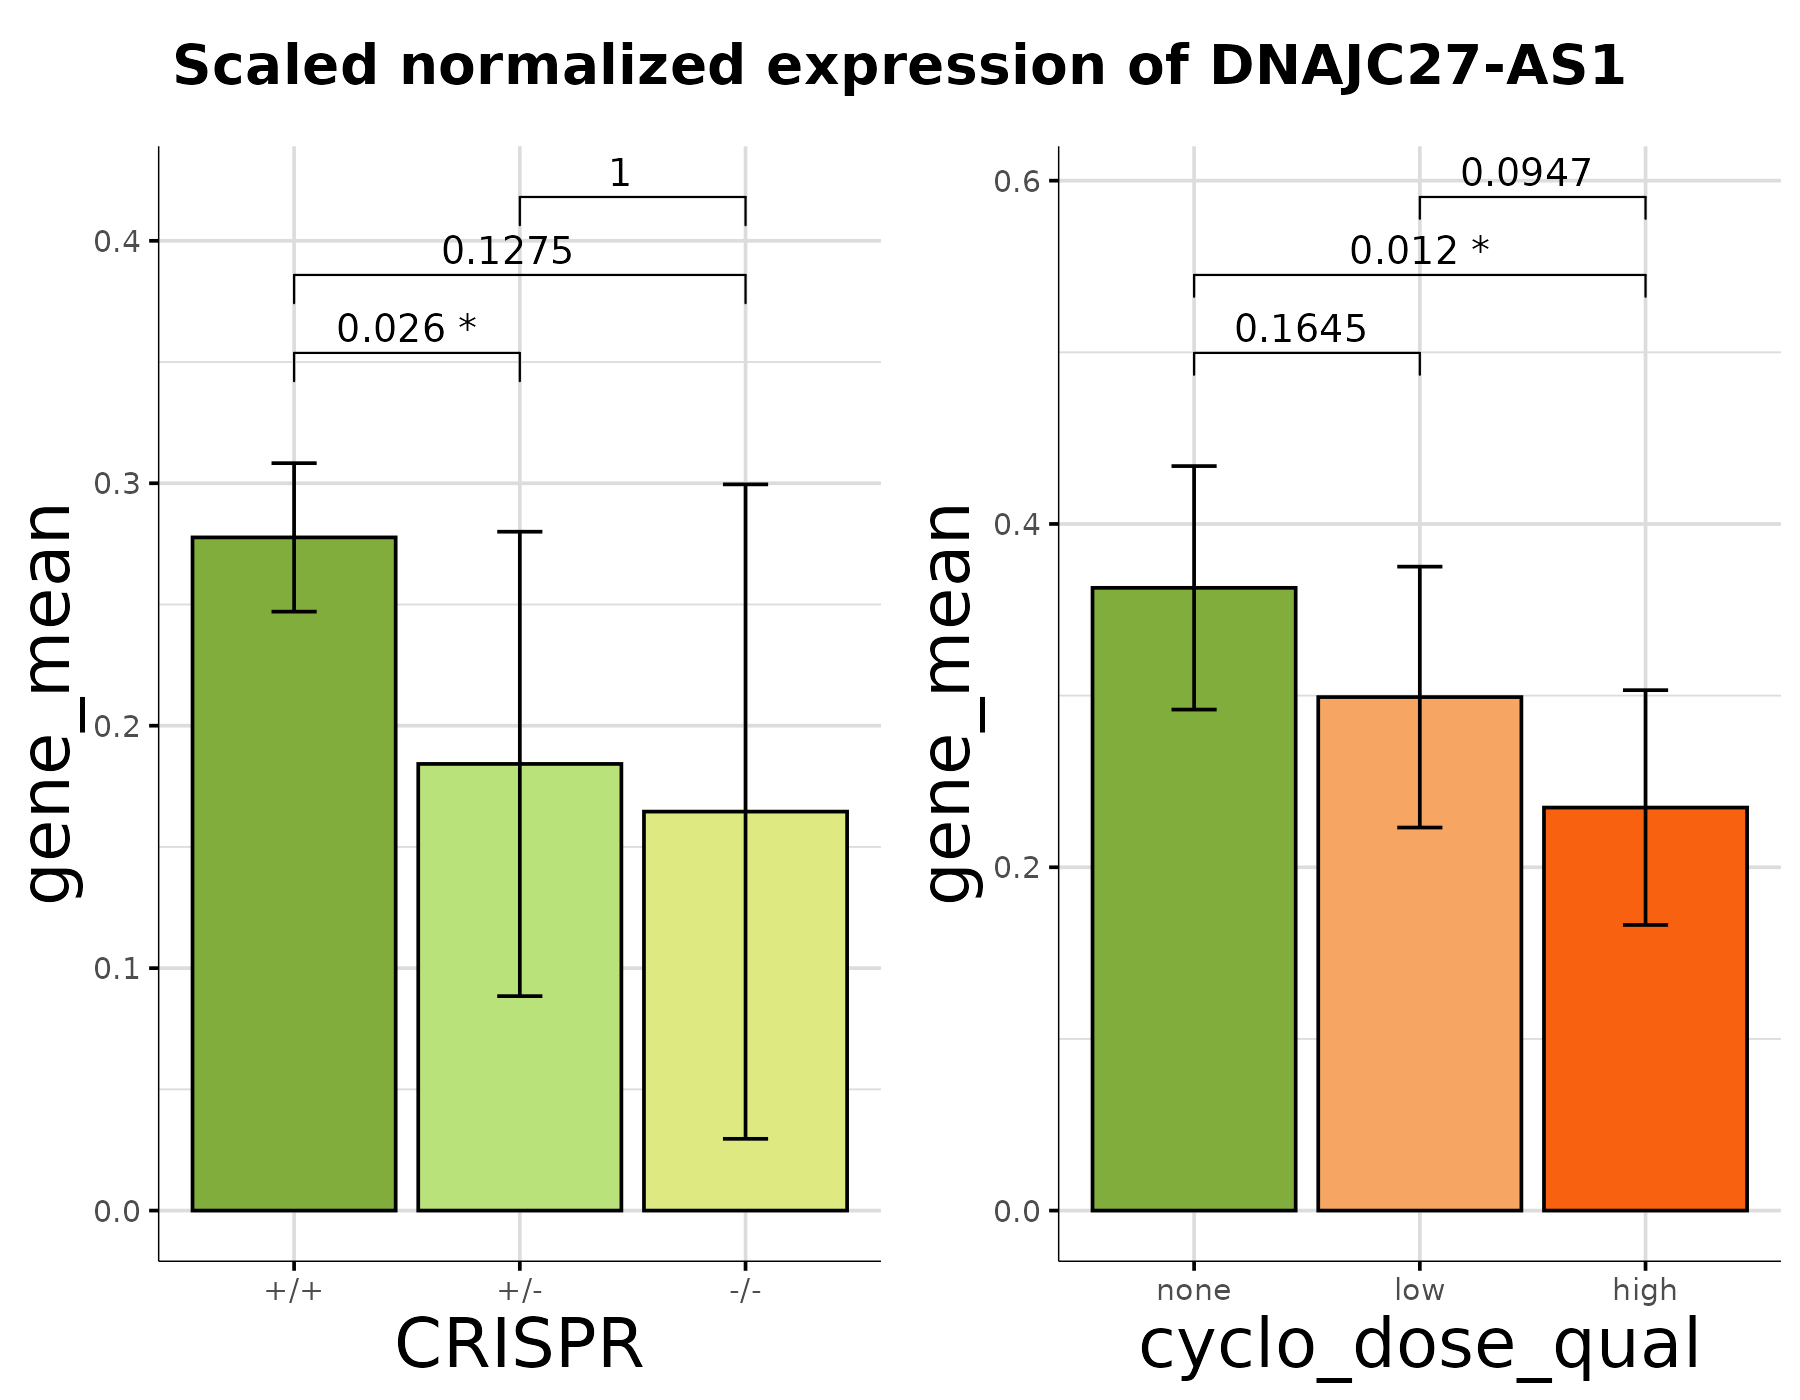 Scaled normalized expression of DNAJC27-AS1
gene_mean
0.4
0.3
0.2
0.1
0.0
1
0.1275
0.026 *
+/+ +/- -/-
CRISPR
gene_mean
0.6
0.4
0.2
0.0
0.0947
0.012 *
0.1645
none low high
cyclo_dose_qual